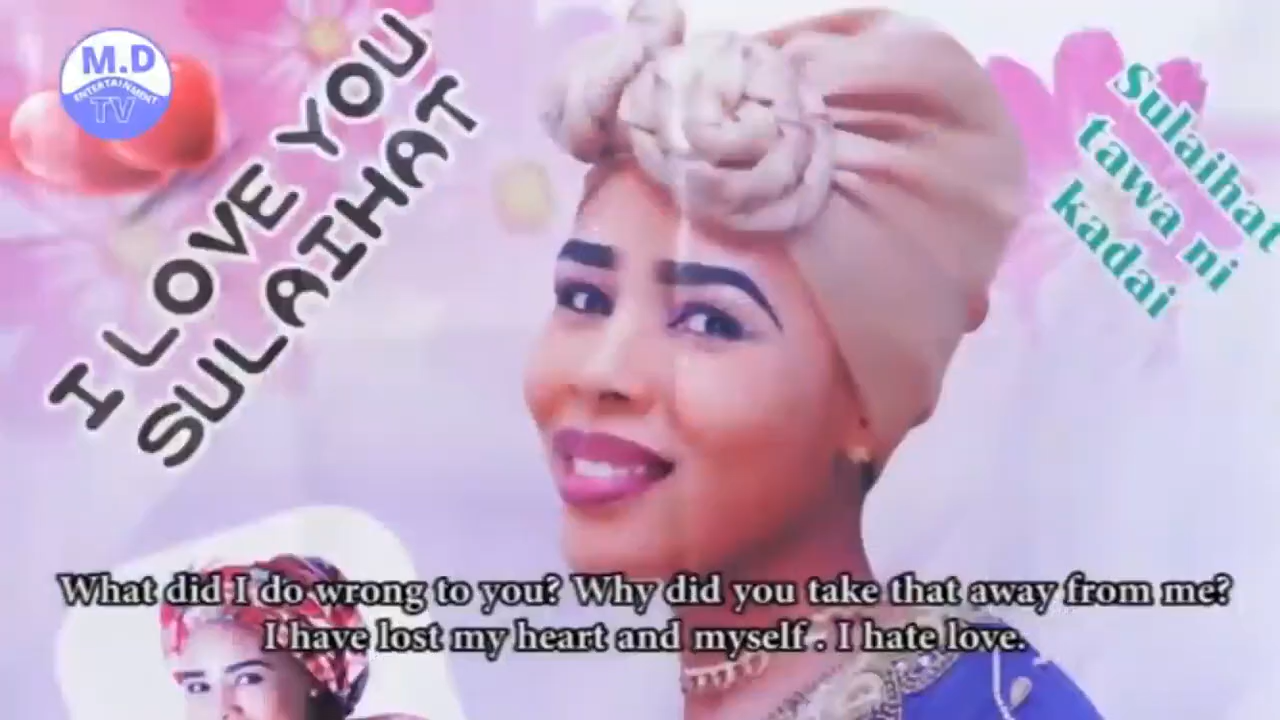 M.D
ENTERTAINMENT
TV
I LOVE YOU
SULAIHAT
Sulaihat
tawa ni
kadai
What did I do wrong to you? Why did you take that away from me?
I have lost my heart and myself . I hate love.